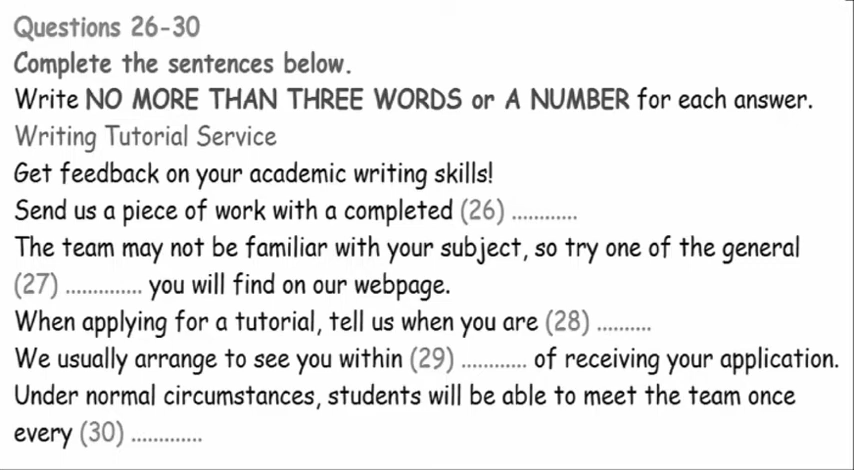 Questions 26-30
Complete the sentences below.
Write NO MORE THAN THREE WORDS or A NUMBER for each answer.
Writing Tutorial Service
Get feedback on your academic writing skills!
Send us a piece of work with a completed (26) ............
The team may not be familiar with your subject, so try one of the general
(27) .............. you will find on our webpage.
When applying for a tutorial, tell us when you are (28) ..........
We usually arrange to see you within (29) ............ of receiving your application.
Under normal circumstances, students will be able to meet the team once
every (30) .............